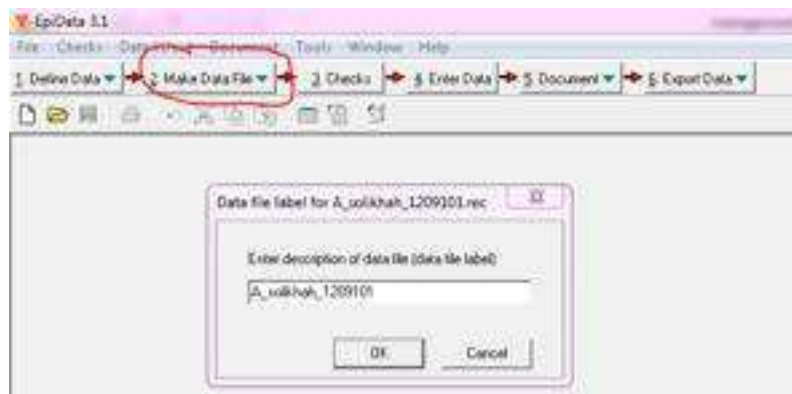 EpiData 3.1
File Checks Data in/out Document Tools Window Help
1. Define Data 2. Make Data File 3. Checks 4. Enter Data 5. Document 6. Export Data
Data file label for A_solikhah_1209101.rec
Enter description of data file (data file label)
A_solikhah_1209101
OK Cancel